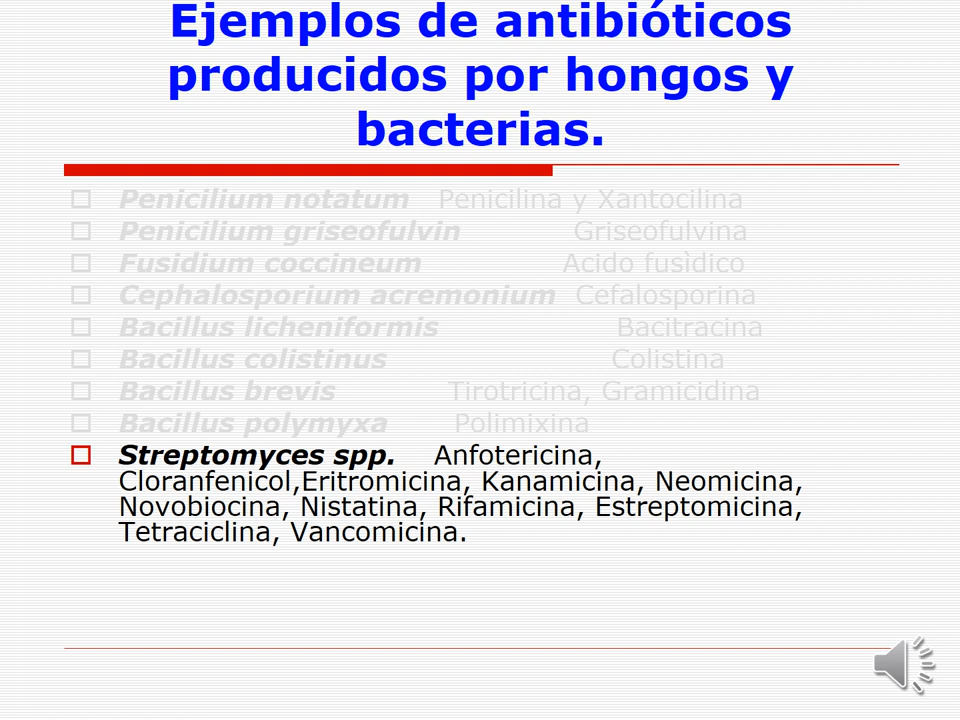 Ejemplos de antibióticos
producidos por hongos y
bacterias.
Penicilium notatum Penicilina y Xantocilina
Penicilium griseofulvin Griseofulvina
Fusidium coccineum Acido fusìdico
Cephalosporium acremonium Cefalosporina
Bacillus licheniformis Bacitracina
Bacillus colistinus Colistina
Bacillus brevis Tirotricina, Gramicidina
Bacillus polymyxa Polimixina
Streptomyces spp. Anfotericina,
Cloranfenicol,Eritromicina, Kanamicina, Neomicina,
Novobiocina, Nistatina, Rifamicina, Estreptomicina,
Tetraciclina, Vancomicina.